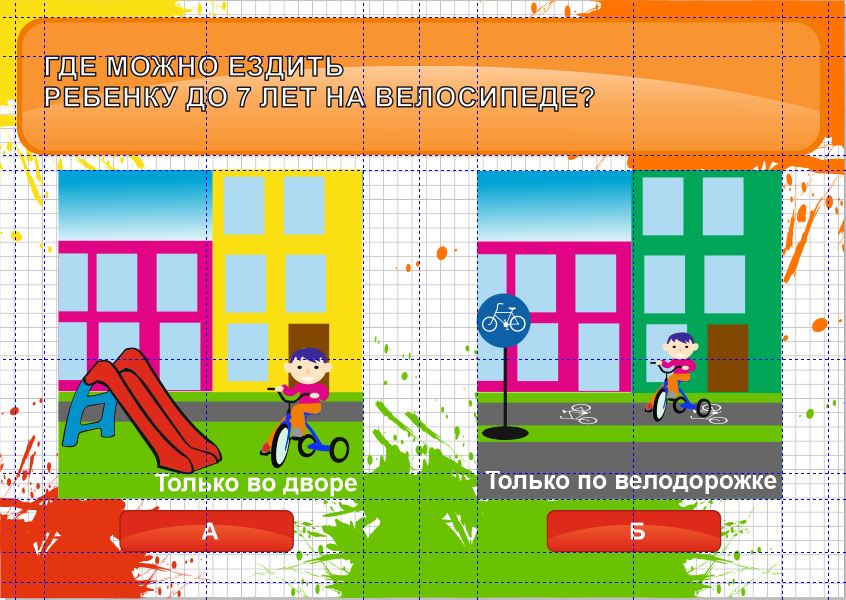 ГДЕ МОЖНО ЕЗДИТЬ
РЕБЕНКУ ДО 7 ЛЕТ НА ВЕЛОСИПЕДЕ?
Только во дворе
Только по велодорожке
А
Б